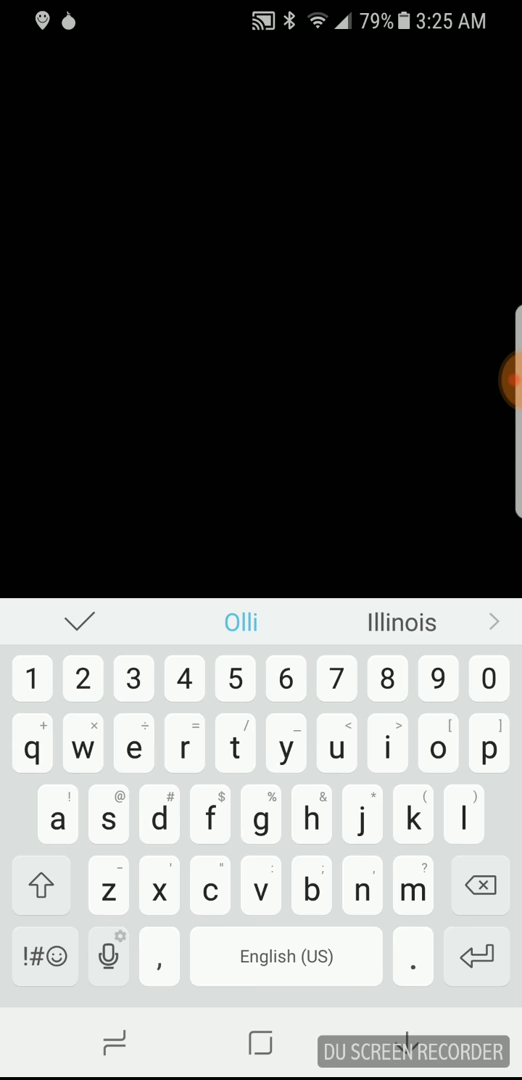 79% 3:25 AM
Olli Illinois
1 2 3 4 5 6 7 8 9 0
+ × ÷ = / _ < > [ ]
q w e r t y u i o p
! @ # $ % & * ( )
a s d f g h j k l
- ' " : ; , ?
z x c v b n m
!#☺ , English (US) .
DU SCREEN RECORDER